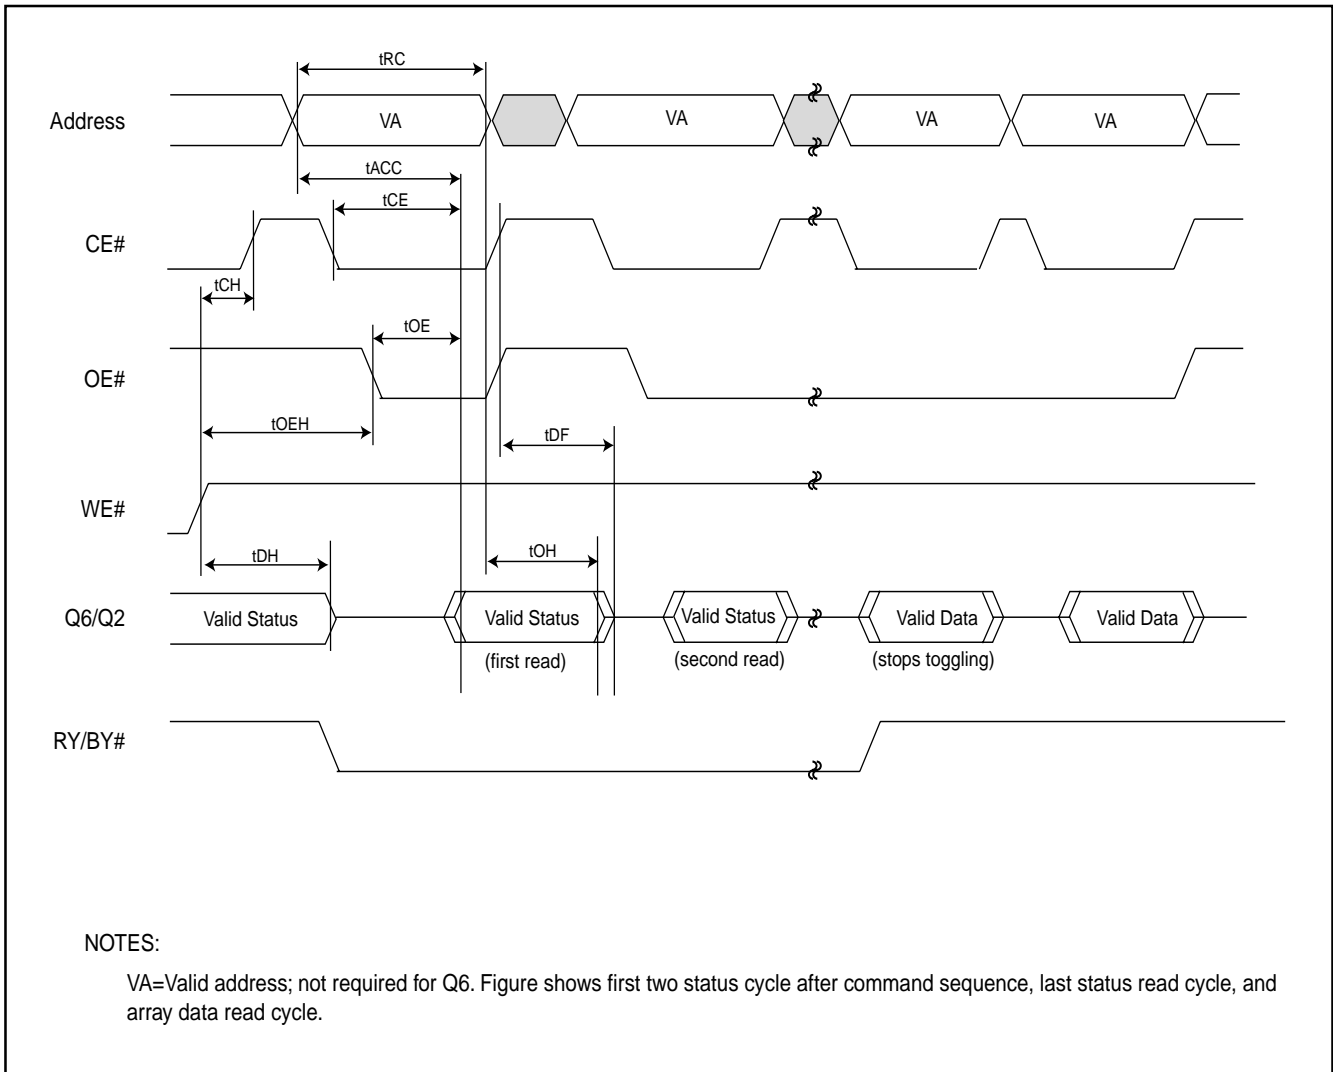 tRC
Address
VA
VA
VA
VA
tACC
tCE
CE#
tCH
tOE
OE#
tOEH
tDF
WE#
tDH
tOH
Q6/Q2
Valid Status
Valid Status
Valid Status
Valid Data
Valid Data
(first read)
(second read)
(stops toggling)
RY/BY#
NOTES:
VA=Valid address; not required for Q6. Figure shows first two status cycle after command sequence, last status read cycle, and
array data read cycle.